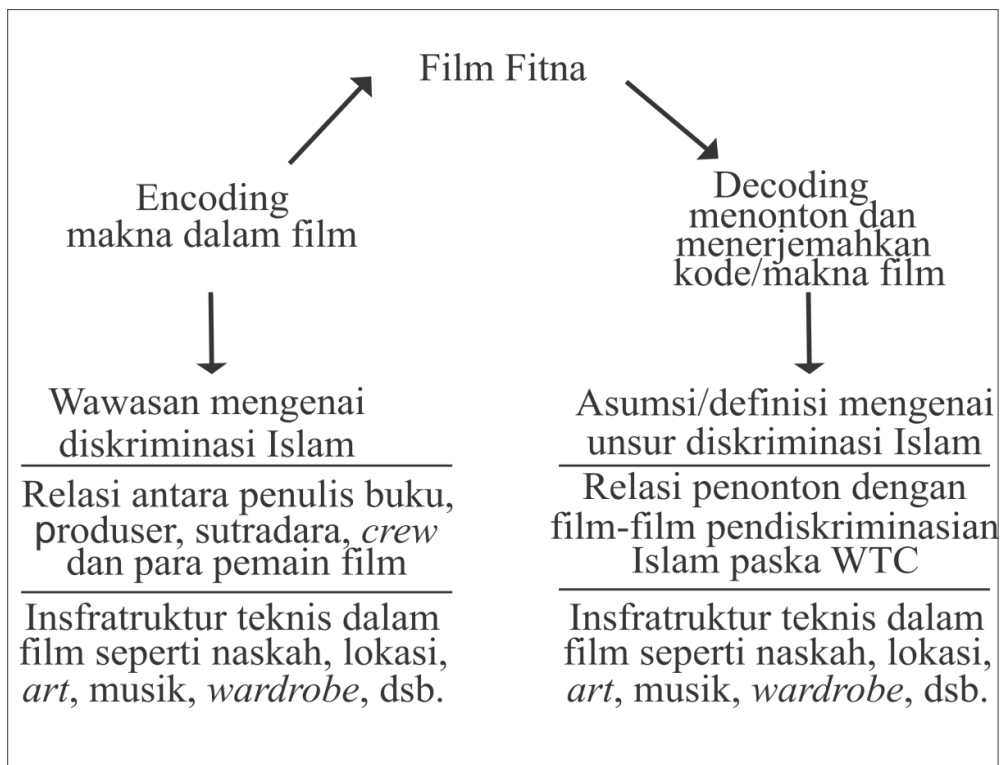 Film Fitna
Encoding
makna dalam film
Decoding
menonton dan
menerjemahkan
kode/makna film
Wawasan mengenai
diskriminasi Islam
Relasi antara penulis buku,
produser, sutradara, crew
dan para pemain film
Insfratruktur teknis dalam
film seperti naskah, lokasi,
art, musik, wardrobe, dsb.
Asumsi/definisi mengenai
unsur diskriminasi Islam
Relasi penonton dengan
film-film pendiskriminasian
Islam paska WTC
Insfratruktur teknis dalam
film seperti naskah, lokasi,
art, musik, wardrobe, dsb.